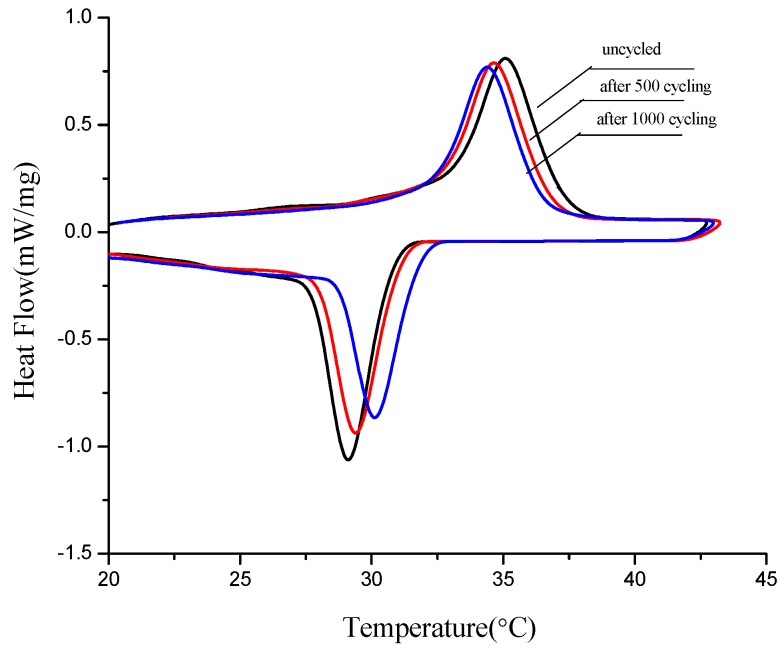 1.0
uncycled
after 500 cycling
after 1000 cycling
0.5
0.0
-0.5
-1.0
-1.5
Heat Flow(mW/mg)
20 25 30 35 40 45
Temperature(°C)